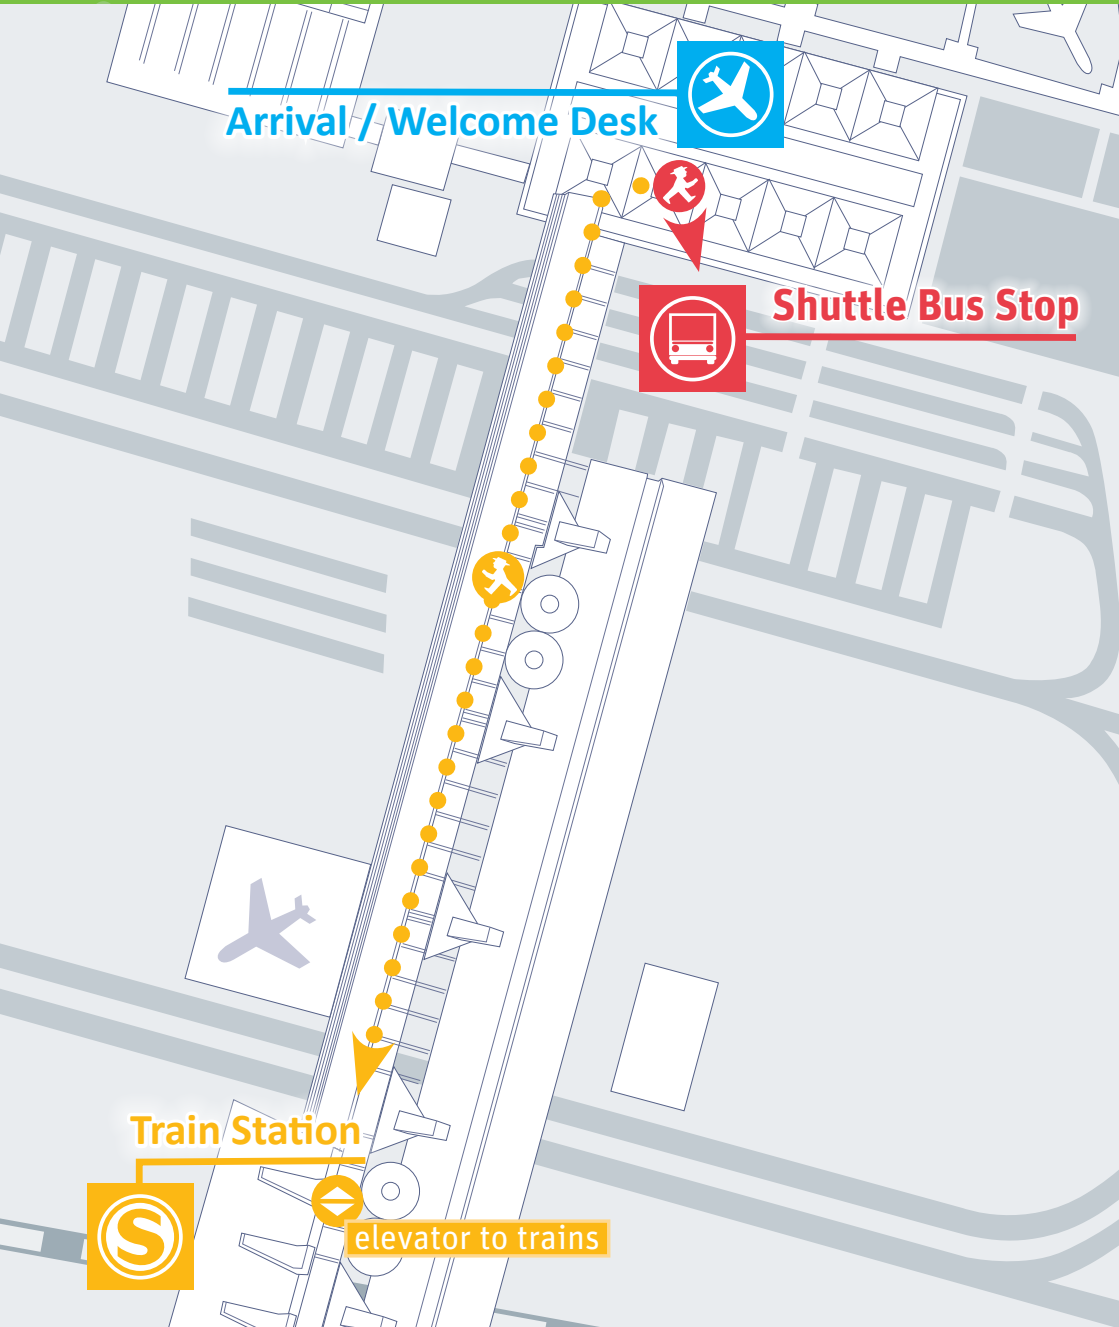 Arrival / Welcome Desk
Shuttle Bus Stop
Train Station
S
elevator to trains